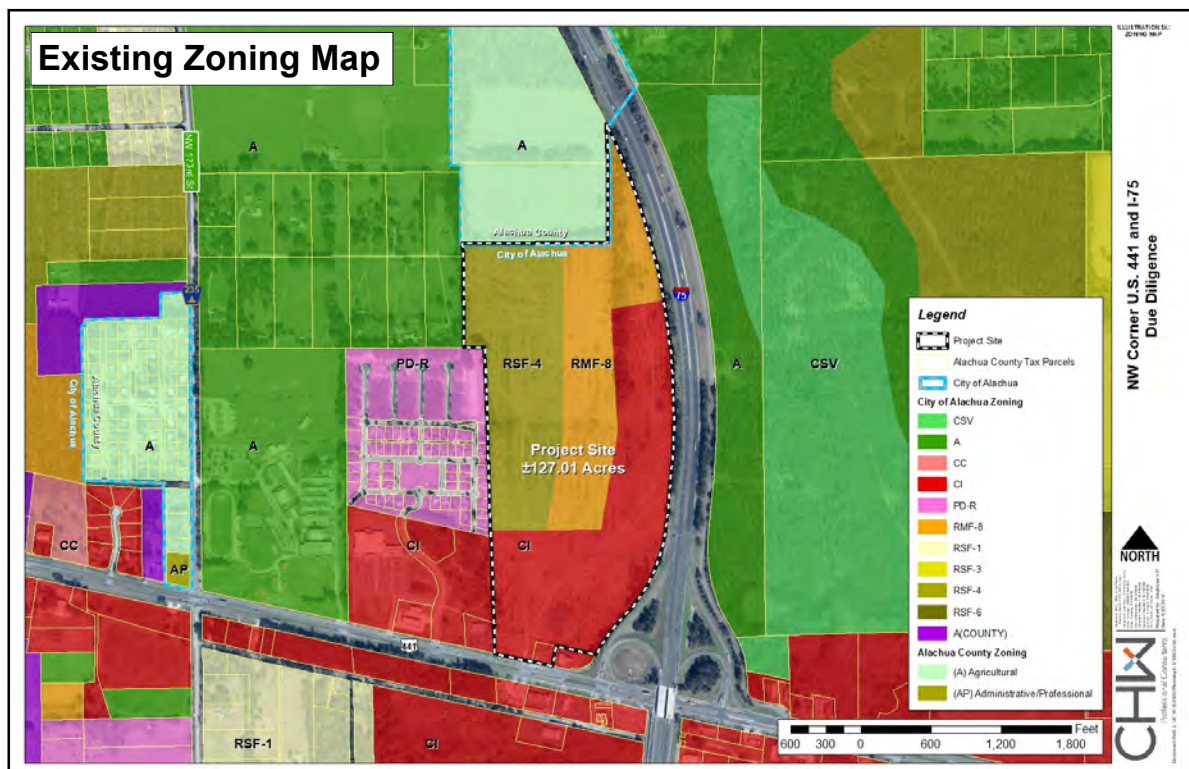 Existing Zoning Map
ILLUSTRATION 3A:
ZONING MAP
NW Corner U.S. 441 and I-75
Due Diligence
NORTH
CHW
Professional Consultants
A
A
NW 173rd St
Alachua County
City of Alachua
235
75
PD-R
RSF-4
RMF-8
A
CSV
City of Alachua
Alachua County
A
A
Project Site
±127.01 Acres
CC
AP
CI
CI
441
RSF-1
CI
Legend
Project Site
Alachua County Tax Parcels
City of Alachua
City of Alachua Zoning
CSV
A
CC
CI
PD-R
RMF-8
RSF-1
RSF-3
RSF-4
RSF-6
A(COUNTY)
Alachua County Zoning
(A) Agricultural
(AP) Administrative/Professional
Feet
600 300 0 600 1,200 1,800